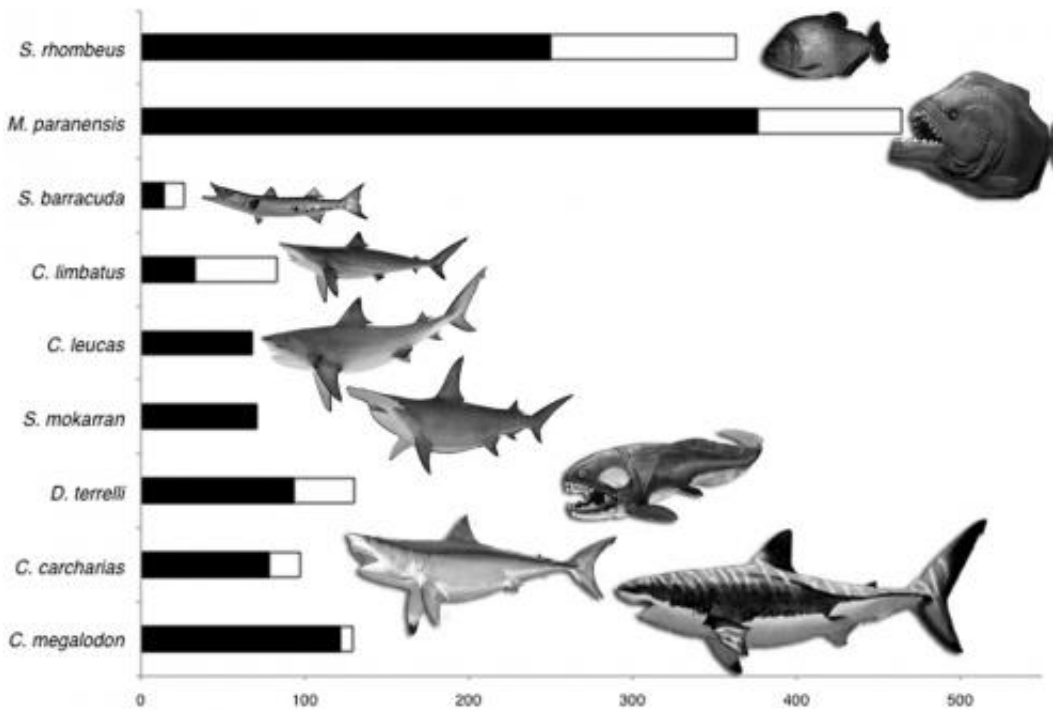 S. rhombeus
M. paranensis
S. barracuda
C. limbatus
C. leucas
S. mokarran
D. terrelli
C. carcharias
C. megalodon
0 100 200 300 400 500